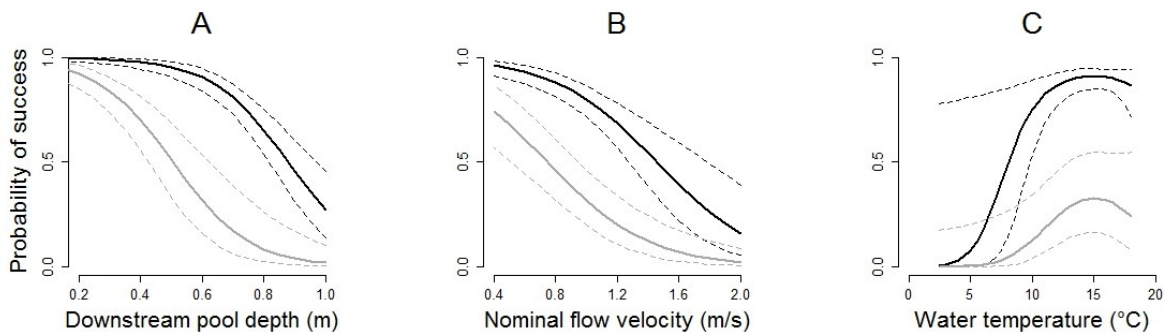 A
B
C
Probability of success
1.0
0.5
0.0
0.2 0.4 0.6 0.8 1.0
Downstream pool depth (m)
1.0
0.5
0.0
0.4 0.8 1.2 1.6 2.0
Nominal flow velocity (m/s)
1.0
0.5
0.0
0 5 10 15 20
Water temperature (°C)